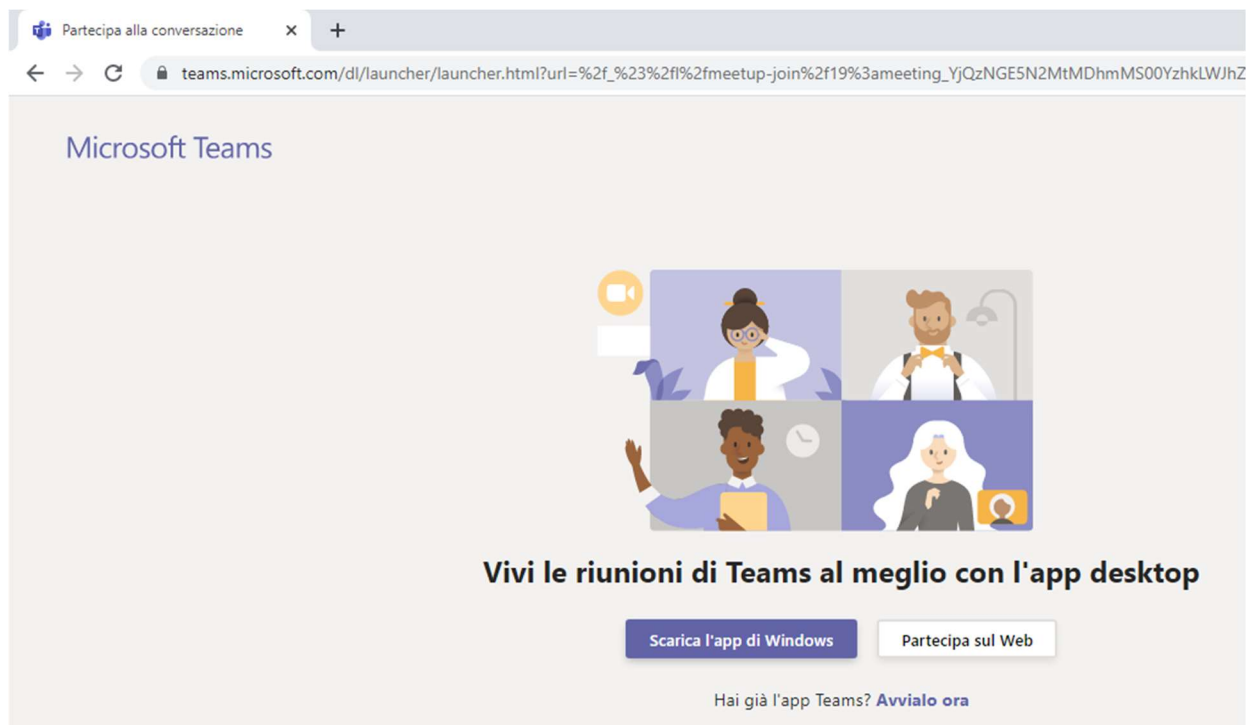 Partecipa alla conversazione
teams.microsoft.com/dl/launcher/launcher.html?url=%2f_%23%2fl%2fmeetup-join%2f19%3ameeting_YjQzNGE5N2MtMDhmMS00YzhkLWJhZ
Microsoft Teams
Vivi le riunioni di Teams al meglio con l'app desktop
Scarica l'app di Windows
Partecipa sul Web
Hai già l'app Teams? Avvialo ora